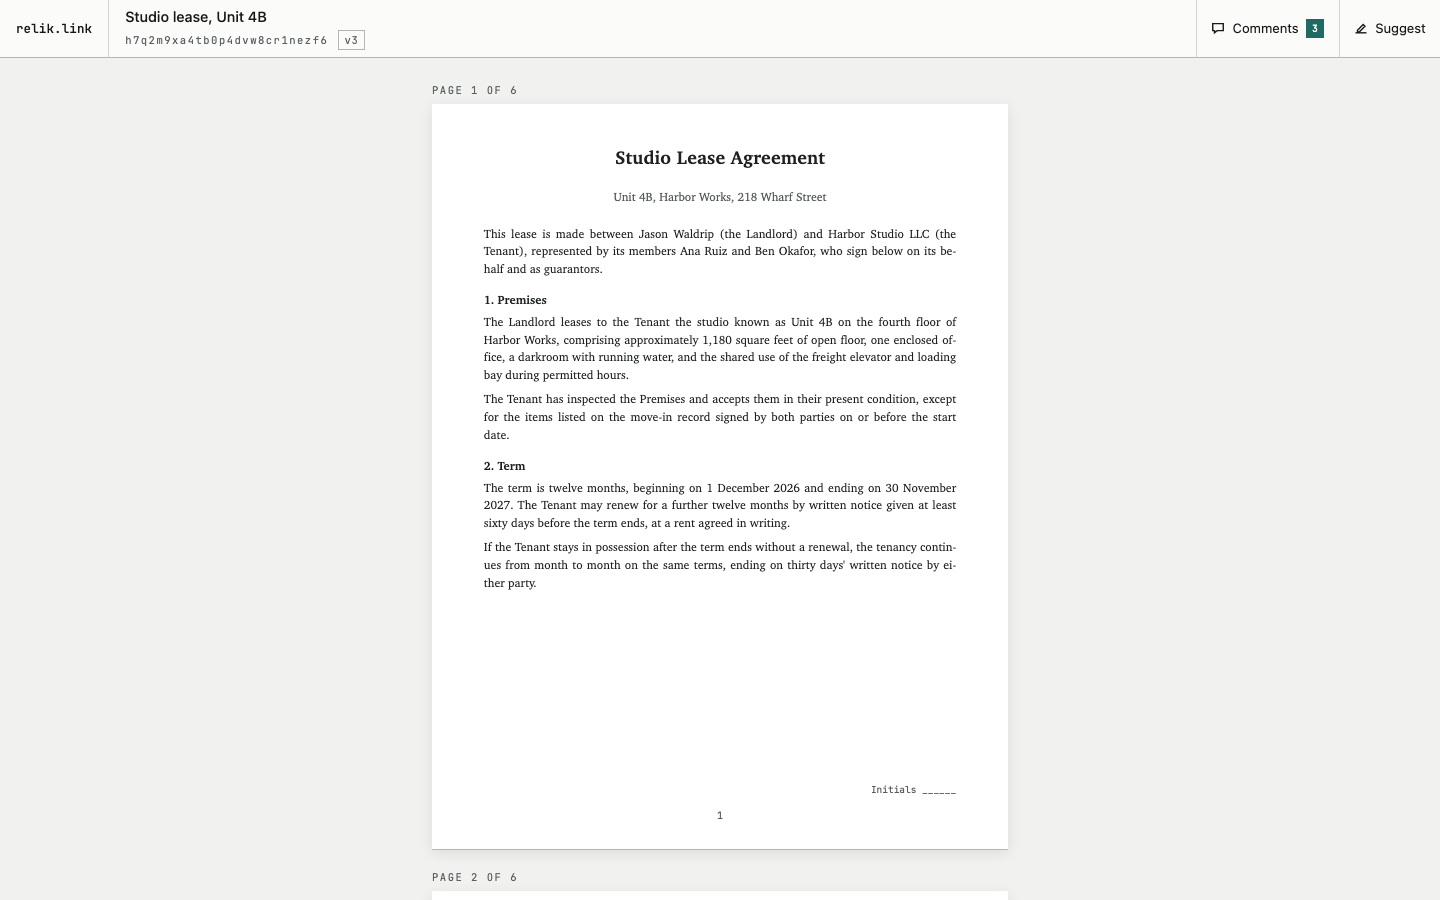 relik.link
Studio lease, Unit 4B
h7q2m9xa4tb0p4dvw8cr1nezf6 v3
Comments 3
Suggest
PAGE 1 OF 6
Studio Lease Agreement
Unit 4B, Harbor Works, 218 Wharf Street
This lease is made between Jason Waldrip (the Landlord) and Harbor Studio LLC (the
Tenant), represented by its members Ana Ruiz and Ben Okafor, who sign below on its be-
half and as guarantors.
1. Premises
The Landlord leases to the Tenant the studio known as Unit 4B on the fourth floor of
Harbor Works, comprising approximately 1,180 square feet of open floor, one enclosed of-
fice, a darkroom with running water, and the shared use of the freight elevator and loading
bay during permitted hours.
The Tenant has inspected the Premises and accepts them in their present condition, except
for the items listed on the move-in record signed by both parties on or before the start
date.
2. Term
The term is twelve months, beginning on 1 December 2026 and ending on 30 November
2027. The Tenant may renew for a further twelve months by written notice given at least
sixty days before the term ends, at a rent agreed in writing.
If the Tenant stays in possession after the term ends without a renewal, the tenancy contin-
ues from month to month on the same terms, ending on thirty days' written notice by ei-
ther party.
Initials ______
1
PAGE 2 OF 6